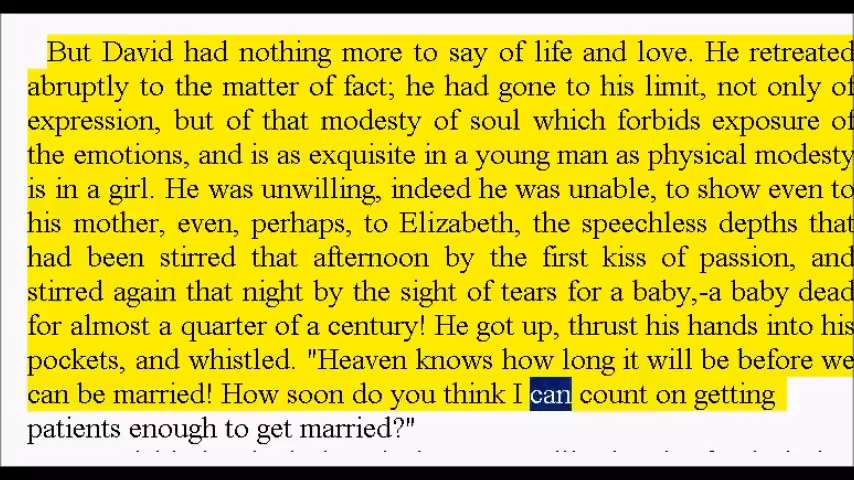 But David had nothing more to say of life and love. He retreated
abruptly to the matter of fact; he had gone to his limit, not only of
expression, but of that modesty of soul which forbids exposure of
the emotions, and is as exquisite in a young man as physical modesty
is in a girl. He was unwilling, indeed he was unable, to show even to
his mother, even, perhaps, to Elizabeth, the speechless depths that
had been stirred that afternoon by the first kiss of passion, and
stirred again that night by the sight of tears for a baby,-a baby dead
for almost a quarter of a century! He got up, thrust his hands into his
pockets, and whistled. "Heaven knows how long it will be before we
can be married! How soon do you think I can count on getting
patients enough to get married?"